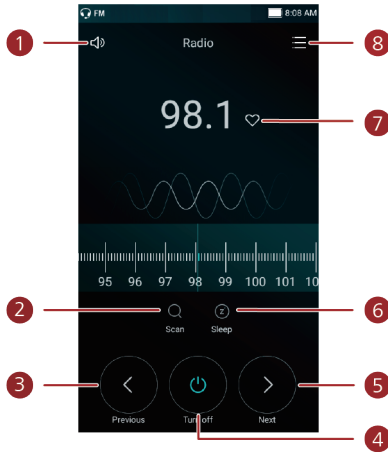 FM 8:08 AM
1 Radio 8
98.1 7
95 96 97 98 99 100 101 10
2 Scan Sleep 6
3 5
Previous Turn off Next
4